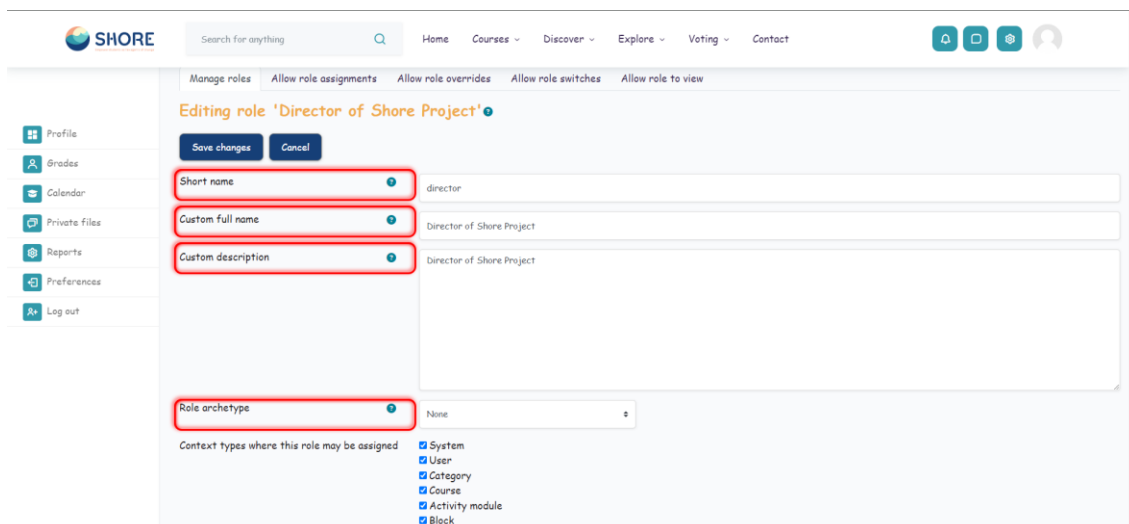 SHORE
Search for anything
Home Courses Discover Explore Voting Contact
Manage roles Allow role assignments Allow role overrides Allow role switches Allow role to view
Editing role 'Director of Shore Project'
Save changes Cancel
Profile
Grades
Calendar
Private files
Reports
Preferences
Log out
Short name
director
Custom full name
Director of Shore Project
Custom description
Director of Shore Project
Role archetype
None
Context types where this role may be assigned
System
User
Category
Course
Activity module
Block